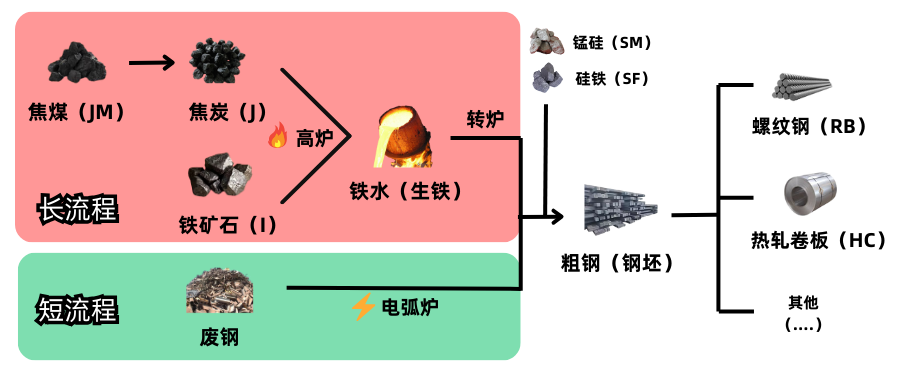 焦煤（JM）
焦炭（J）
高炉
铁矿石（I）
长流程
铁水（生铁）
转炉
锰硅（SM）
硅铁（SF）
短流程
废钢
电弧炉
粗钢（钢坯）
螺纹钢（RB）
热轧卷板（HC）
其他
（....）